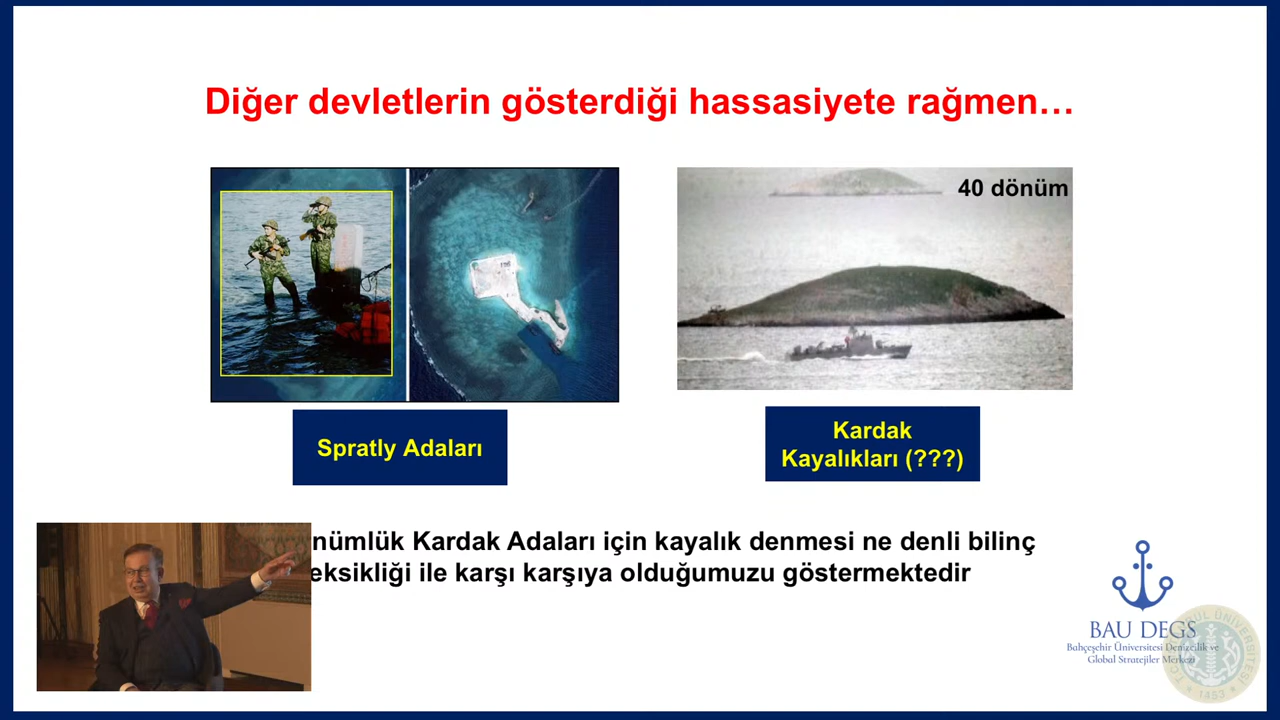 Diğer devletlerin gösterdiği hassasiyete rağmen…
40 dönüm
Spratly Adaları
Kardak
Kayalıkları (???)
nümlük Kardak Adaları için kayalık denmesi ne denli bilinç
eksikliği ile karşı karşıya olduğumuzu göstermektedir
BAU DEGS
Bahçeşehir Üniversitesi Denizcilik ve
Global Stratejiler Merkezi
1453